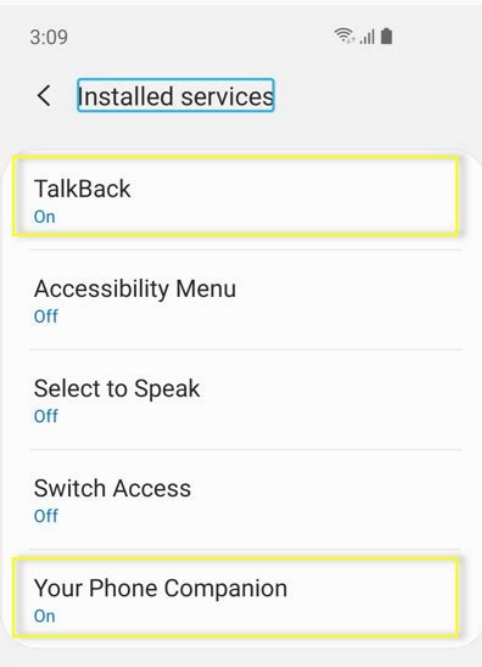 3:09
Installed services
TalkBack
On
Accessibility Menu
Off
Select to Speak
Off
Switch Access
Off
Your Phone Companion
On